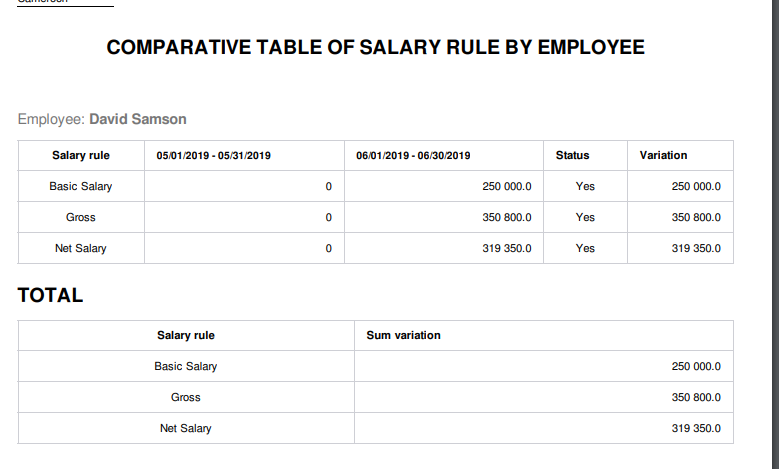 COMPARATIVE TABLE OF SALARY RULE BY EMPLOYEE
Employee: David Samson
Salary rule 05/01/2019 - 05/31/2019 06/01/2019 - 06/30/2019 Status Variation
Basic Salary 0 250 000.0 Yes 250 000.0
Gross 0 350 800.0 Yes 350 800.0
Net Salary 0 319 350.0 Yes 319 350.0
TOTAL
Salary rule Sum variation
Basic Salary 250 000.0
Gross 350 800.0
Net Salary 319 350.0